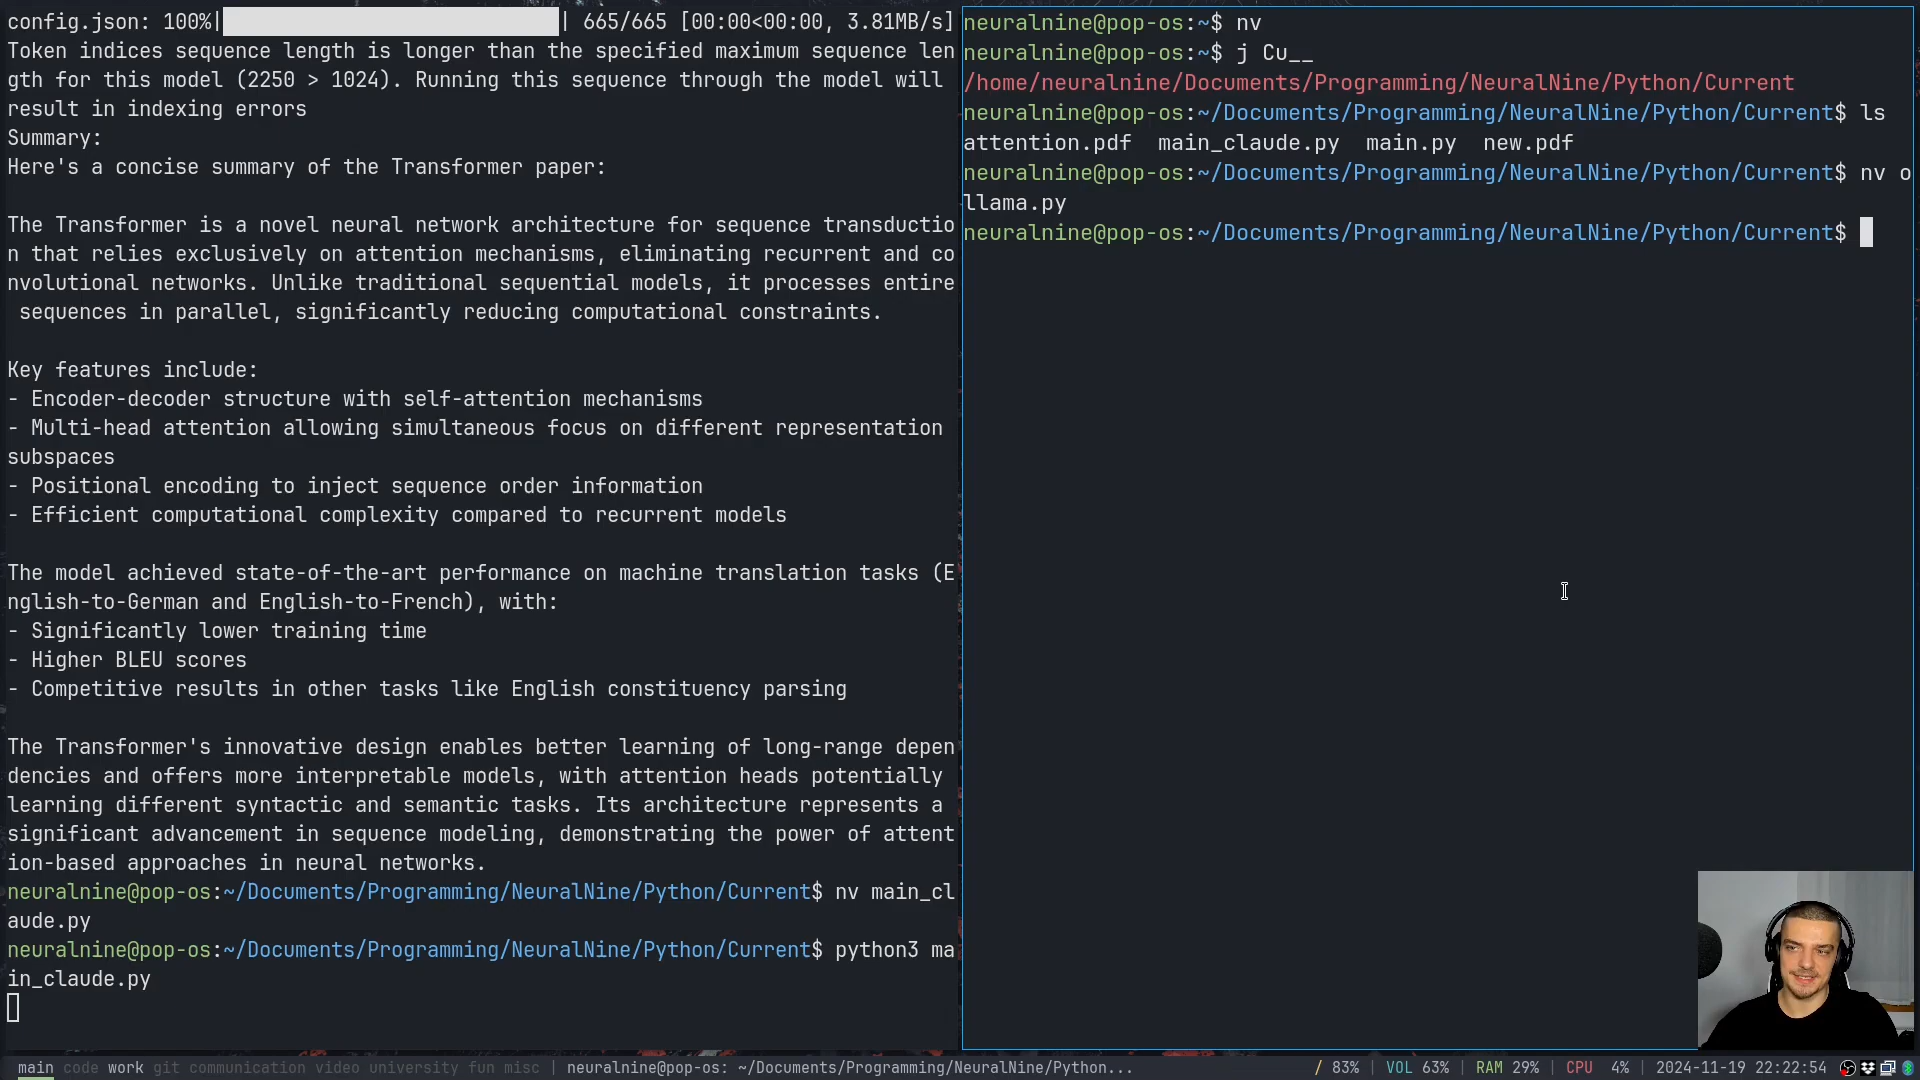 config.json: 100%| | 665/665 [00:00<00:00, 3.81MB/s]
Token indices sequence length is longer than the specified maximum sequence len
gth for this model (2250 > 1024). Running this sequence through the model will
result in indexing errors
Summary:
Here's a concise summary of the Transformer paper:
The Transformer is a novel neural network architecture for sequence transductio
n that relies exclusively on attention mechanisms, eliminating recurrent and co
nvolutional networks. Unlike traditional sequential models, it processes entire
sequences in parallel, significantly reducing computational constraints.
Key features include:
- Encoder-decoder structure with self-attention mechanisms
- Multi-head attention allowing simultaneous focus on different representation
subspaces
- Positional encoding to inject sequence order information
- Efficient computational complexity compared to recurrent models
The model achieved state-of-the-art performance on machine translation tasks (E
nglish-to-German and English-to-French), with:
- Significantly lower training time
- Higher BLEU scores
- Competitive results in other tasks like English constituency parsing
The Transformer's innovative design enables better learning of long-range depen
dencies and offers more interpretable models, with attention heads potentially
learning different syntactic and semantic tasks. Its architecture represents a
significant advancement in sequence modeling, demonstrating the power of attent
ion-based approaches in neural networks.
neuralnine@pop-os:~/Documents/Programming/NeuralNine/Python/Current$ nv main_cl
aude.py
neuralnine@pop-os:~/Documents/Programming/NeuralNine/Python/Current$ python3 ma
in_claude.py
neuralnine@pop-os:~$ nv
neuralnine@pop-os:~$ j Cu__
/home/neuralnine/Documents/Programming/NeuralNine/Python/Current
neuralnine@pop-os:~/Documents/Programming/NeuralNine/Python/Current$ ls
attention.pdf main_claude.py main.py new.pdf
neuralnine@pop-os:~/Documents/Programming/NeuralNine/Python/Current$ nv o
llama.py
neuralnine@pop-os:~/Documents/Programming/NeuralNine/Python/Current$
main code work git communication video university fun misc | neuralnine@pop-os: ~/Documents/Programming/NeuralNine/Python... / 83% | VOL 63% | RAM 29% | CPU 4% | 2024-11-19 22:22:54 |